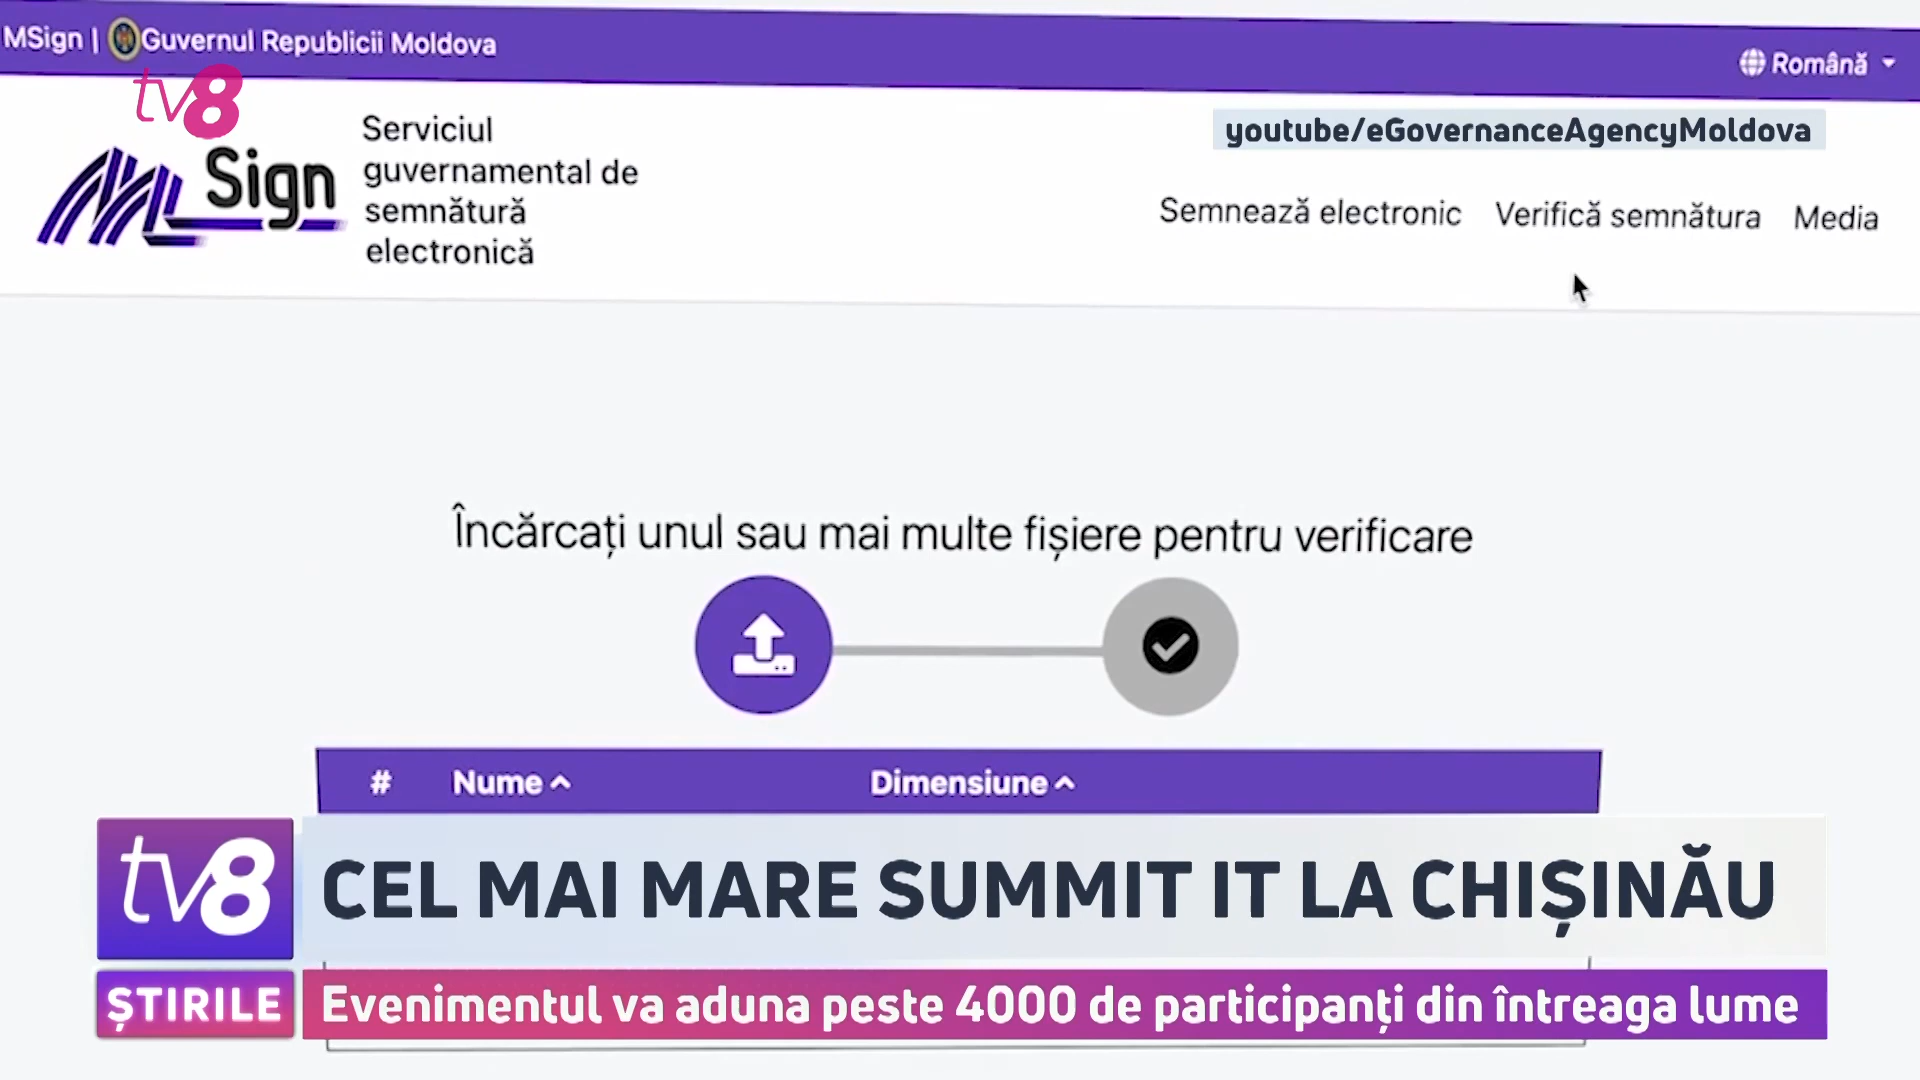 MSign | Guvernul Republicii Moldova
Română
tv8
youtube/eGovernanceAgencyMoldova
Sign
Serviciul
guvernamental de
semnătură
electronică
Semnează electronic Verifică semnătura Media
Încărcați unul sau mai multe fișiere pentru verificare
# Nume Dimensiune
tv8
CEL MAI MARE SUMMIT IT LA CHIȘINĂU
ȘTIRILE
Evenimentul va aduna peste 4000 de participanți din întreaga lume